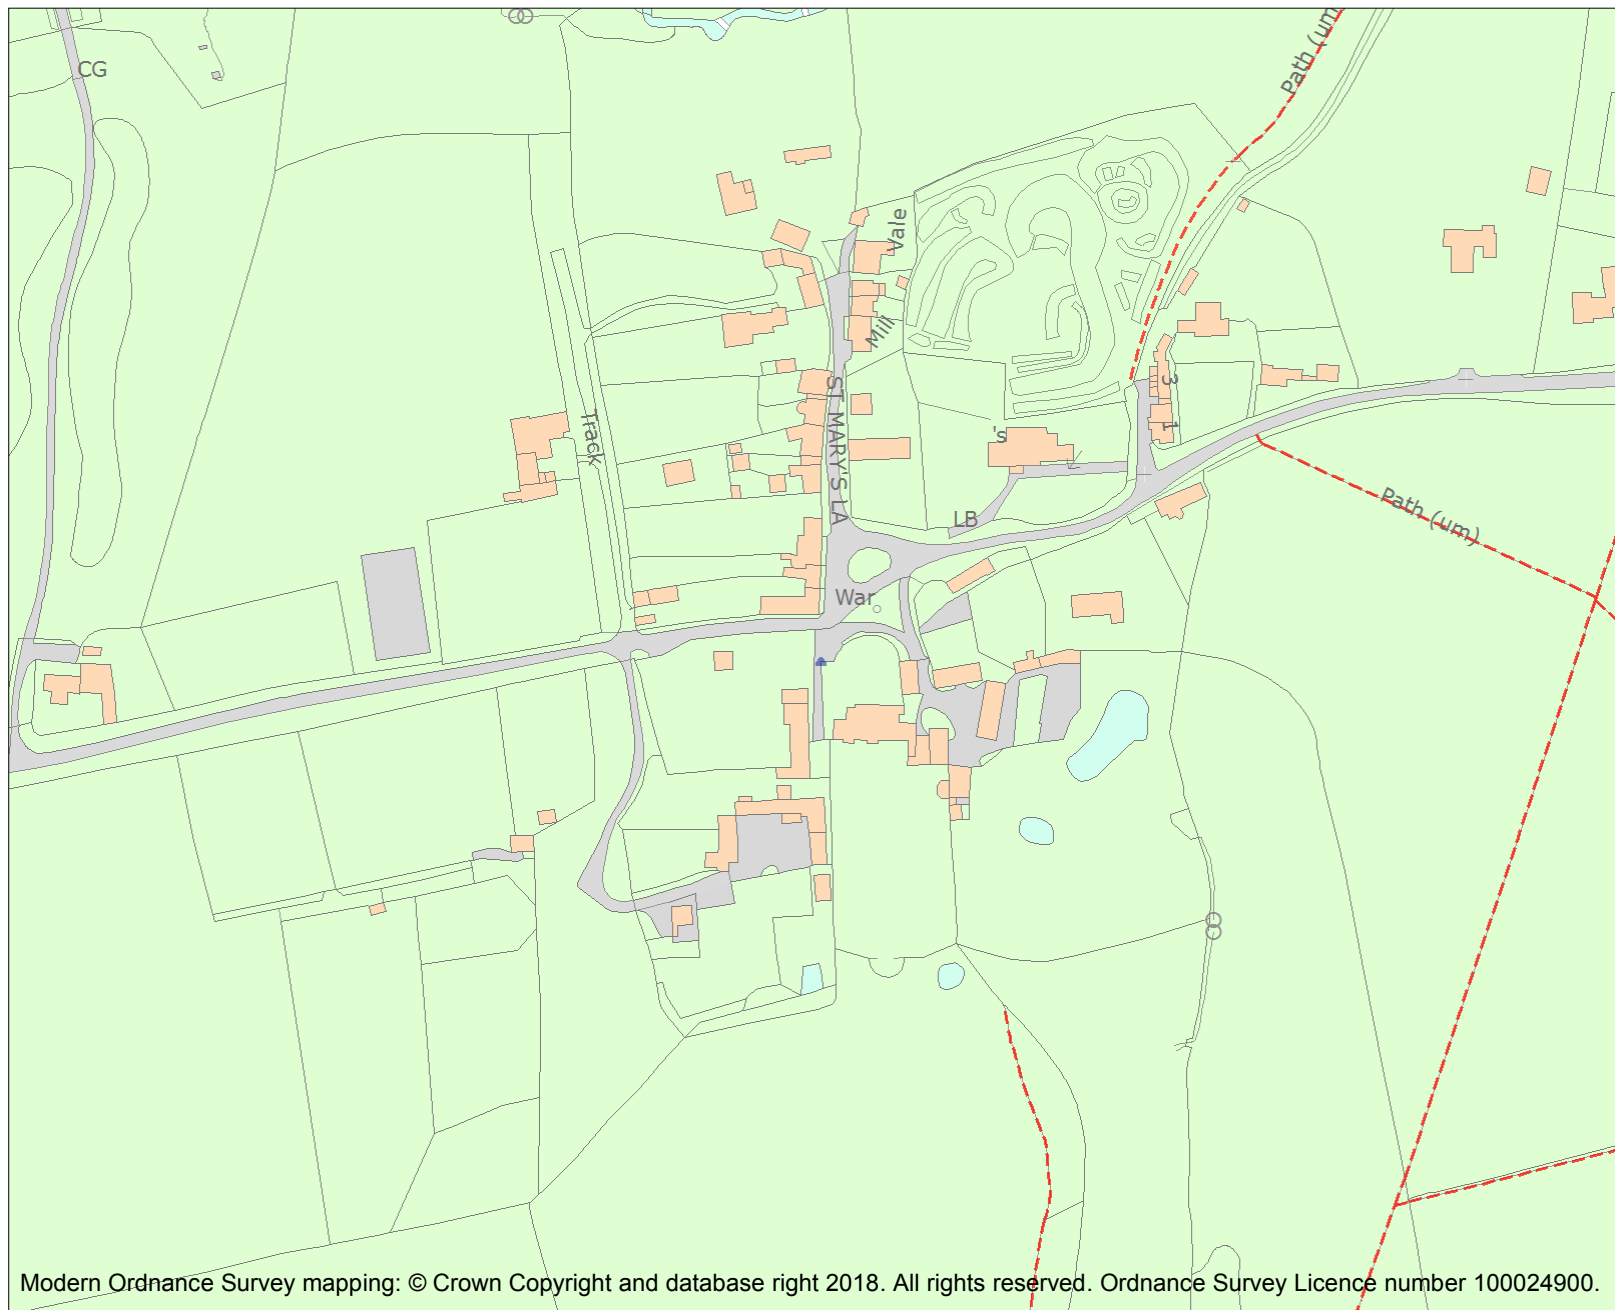 CG
Path (um
Vale
Mill
ST MARY'S LA
Track
's
3
1
LB
Path (um)
War
Modern Ordnance Survey mapping: © Crown Copyright and database right 2018. All rights reserved. Ordnance Survey Licence number 100024900.